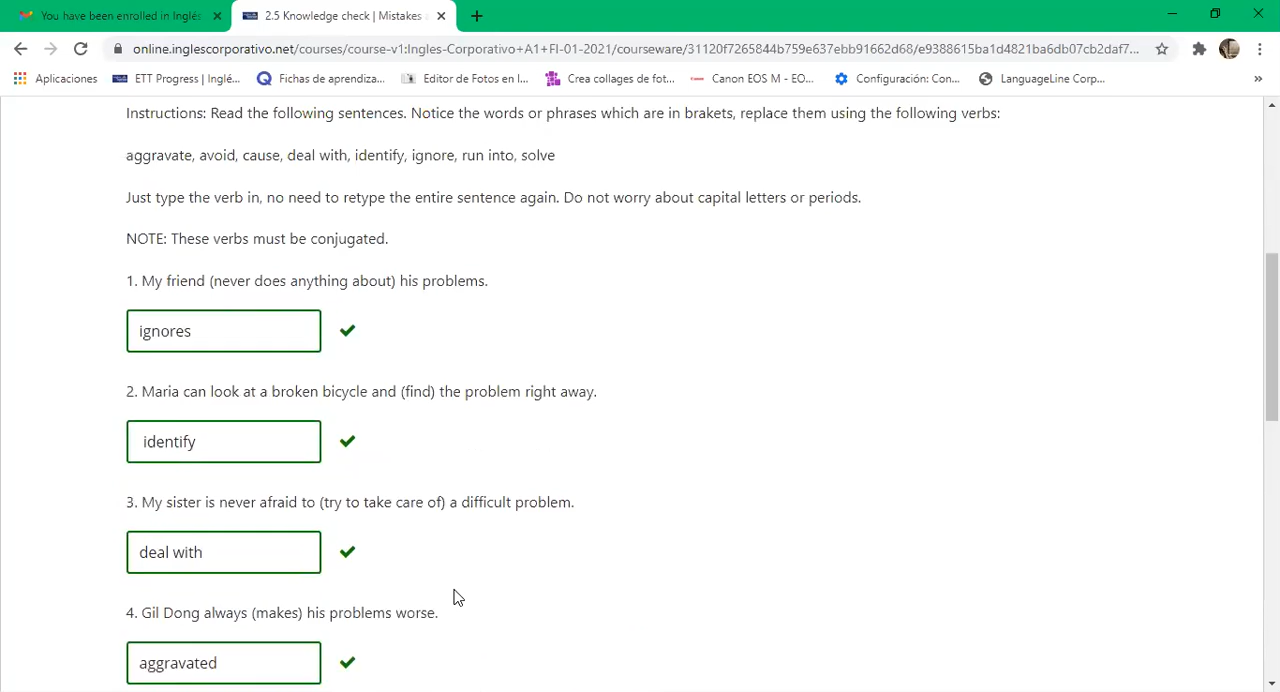 You have been enrolled in Inglés
2.5 Knowledge check | Mistakes a
online.inglescorporativo.net/courses/course-v1:Ingles-Corporativo+A1+FI-01-2021/courseware/31120f7265844b759e637ebb91662d68/e9388615ba1d4821ba6db07cb2daf7...
Aplicaciones ETT Progress | Inglé... Fichas de aprendiza... Editor de Fotos en l... Crea collages de fot... Canon EOS M - EO... Configuración: Con... LanguageLine Corp... »
Instructions: Read the following sentences. Notice the words or phrases which are in brakets, replace them using the following verbs:
aggravate, avoid, cause, deal with, identify, ignore, run into, solve
Just type the verb in, no need to retype the entire sentence again. Do not worry about capital letters or periods.
NOTE: These verbs must be conjugated.
1. My friend (never does anything about) his problems.
ignores
2. Maria can look at a broken bicycle and (find) the problem right away.
identify
3. My sister is never afraid to (try to take care of) a difficult problem.
deal with
4. Gil Dong always (makes) his problems worse.
aggravated